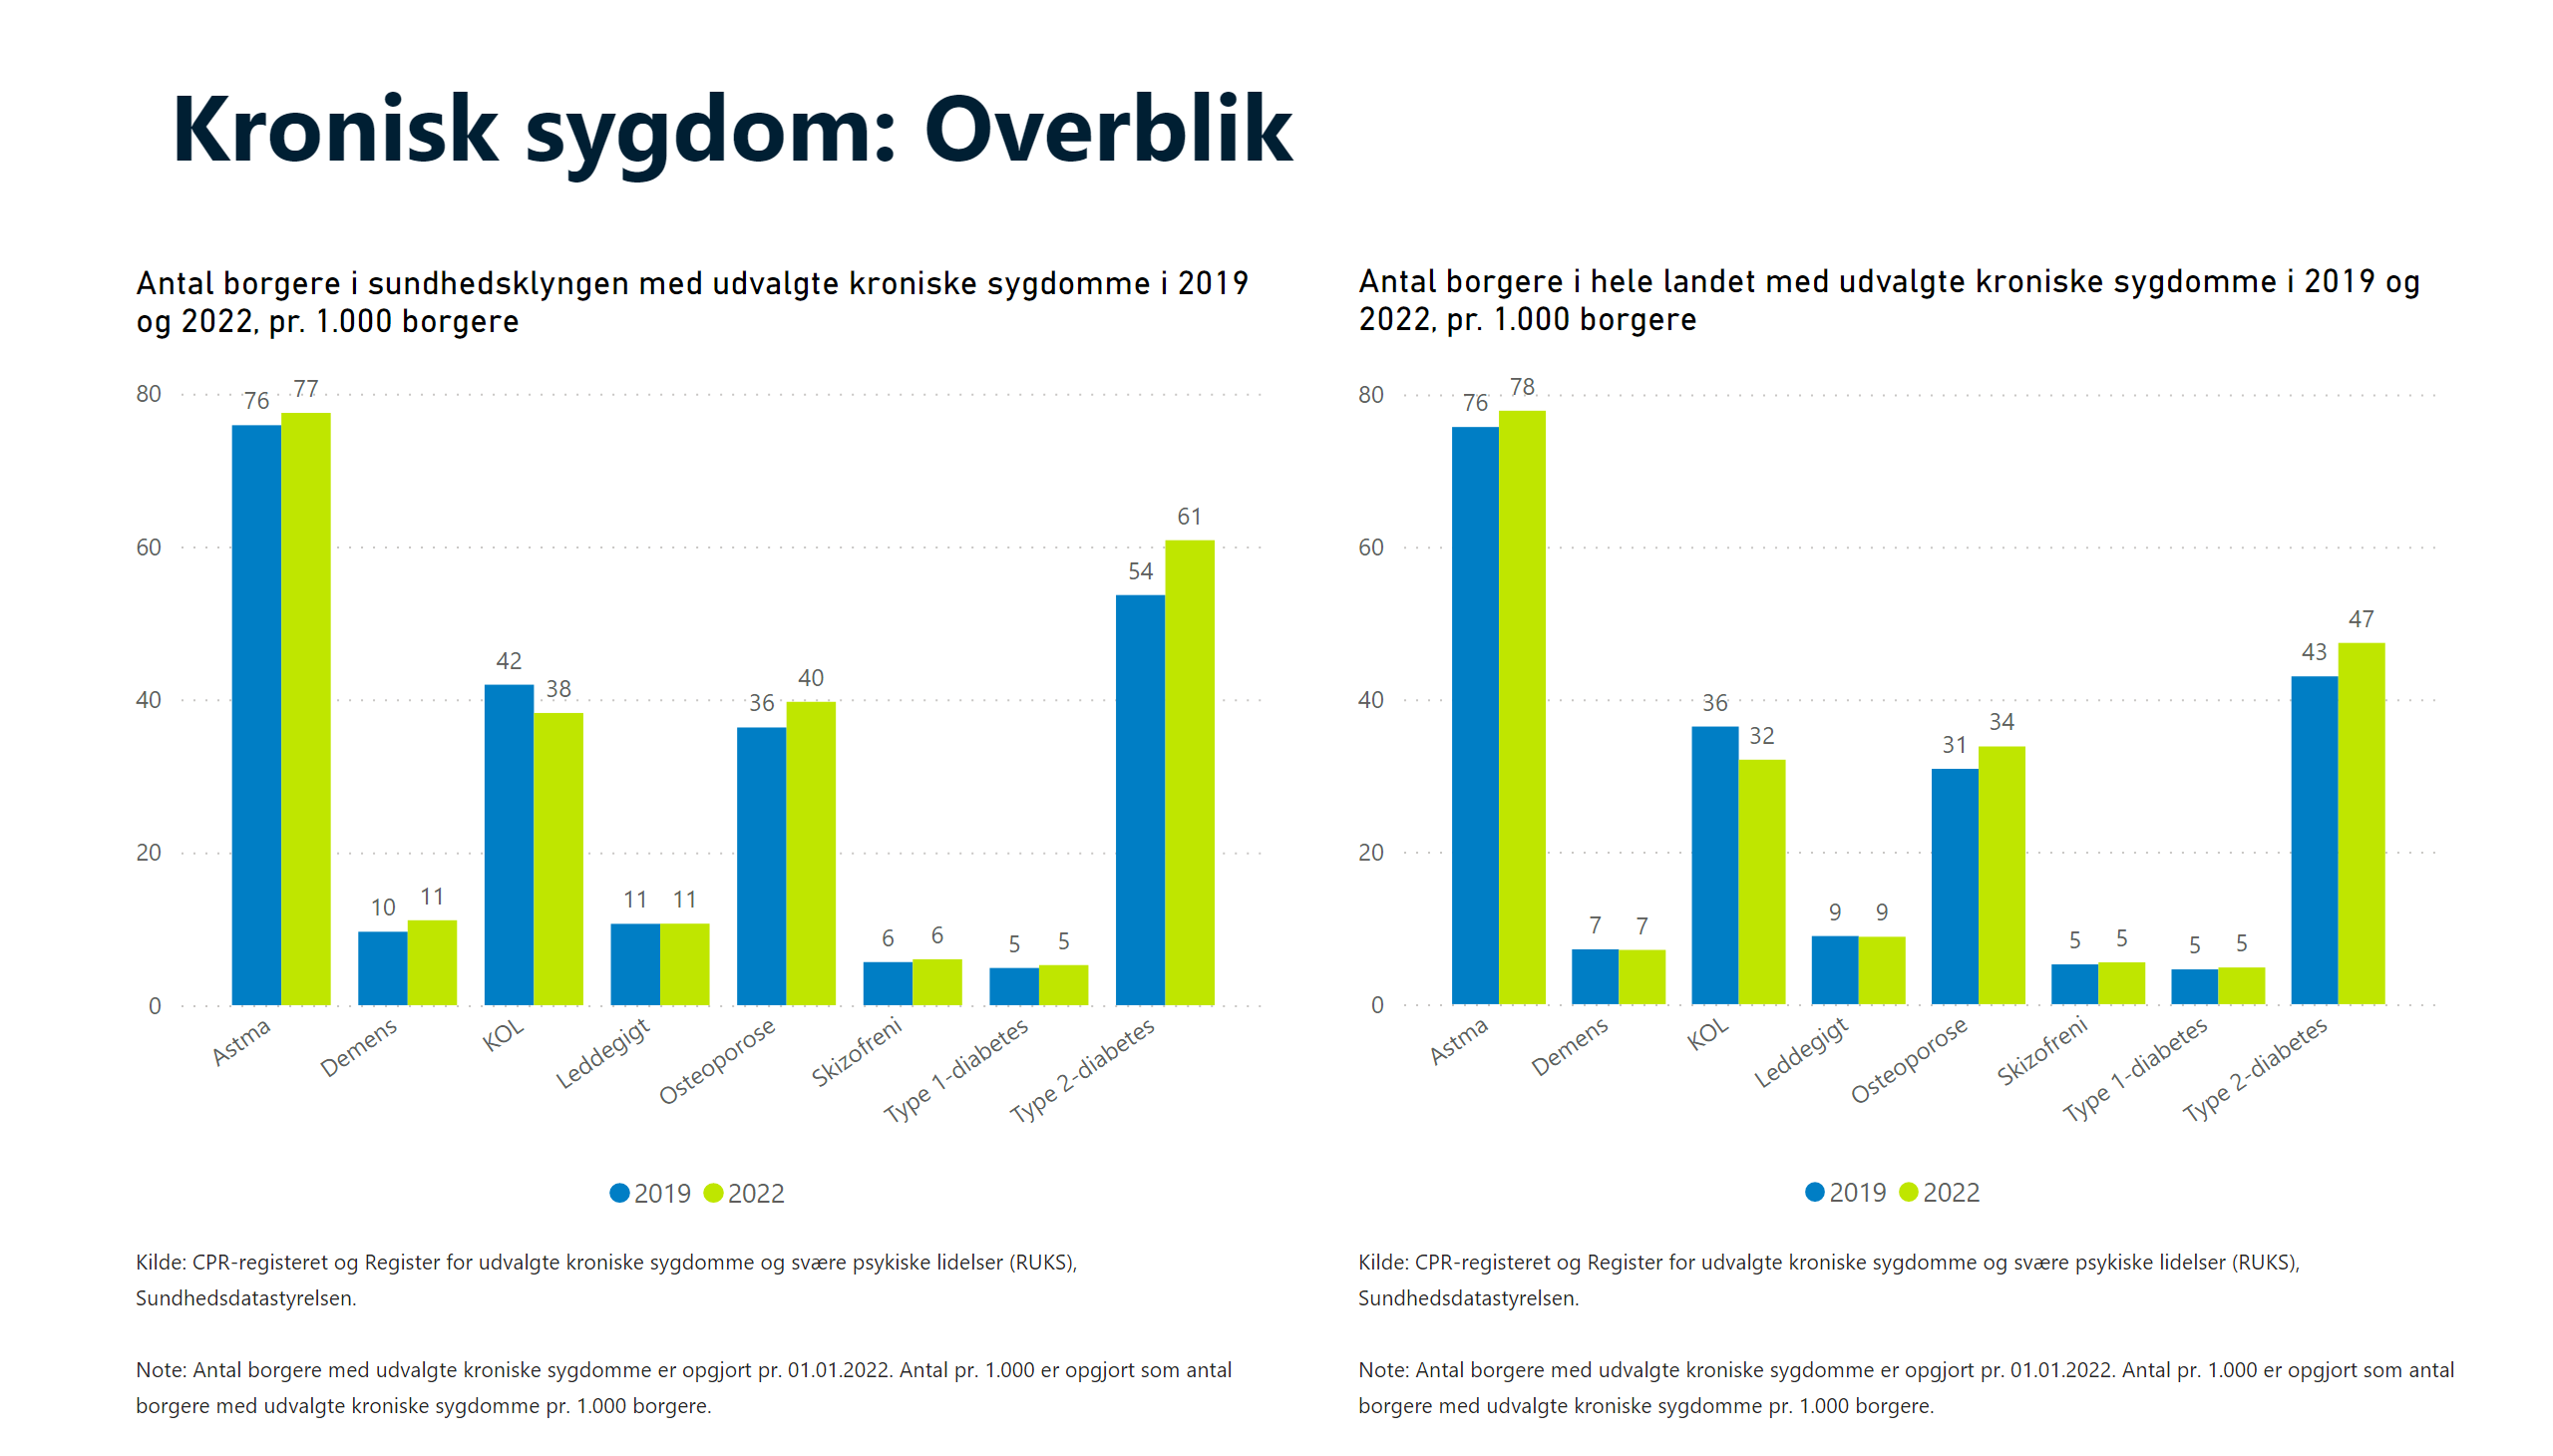 Kronisk sygdom: Overblik
Antal borgere i sundhedsklyngen med udvalgte kroniske sygdomme i 2019
og 2022, pr. 1.000 borgere
80
60
40
20
0
76
77
10
11
42
38
11
11
36
40
6
6
5
5
54
61
Astma
Demens
KOL
Leddegigt
Osteoporose
Skizofreni
Type 1-diabetes
Type 2-diabetes
2019 2022
Kilde: CPR-registeret og Register for udvalgte kroniske sygdomme og svære psykiske lidelser (RUKS),
Sundhedsdatastyrelsen.
Note: Antal borgere med udvalgte kroniske sygdomme er opgjort pr. 01.01.2022. Antal pr. 1.000 er opgjort som antal
borgere med udvalgte kroniske sygdomme pr. 1.000 borgere.
Antal borgere i hele landet med udvalgte kroniske sygdomme i 2019 og
2022, pr. 1.000 borgere
80
60
40
20
0
76
78
7
7
36
32
9
9
31
34
5
5
5
5
43
47
Astma
Demens
KOL
Leddegigt
Osteoporose
Skizofreni
Type 1-diabetes
Type 2-diabetes
2019 2022
Kilde: CPR-registeret og Register for udvalgte kroniske sygdomme og svære psykiske lidelser (RUKS),
Sundhedsdatastyrelsen.
Note: Antal borgere med udvalgte kroniske sygdomme er opgjort pr. 01.01.2022. Antal pr. 1.000 er opgjort som antal
borgere med udvalgte kroniske sygdomme pr. 1.000 borgere.